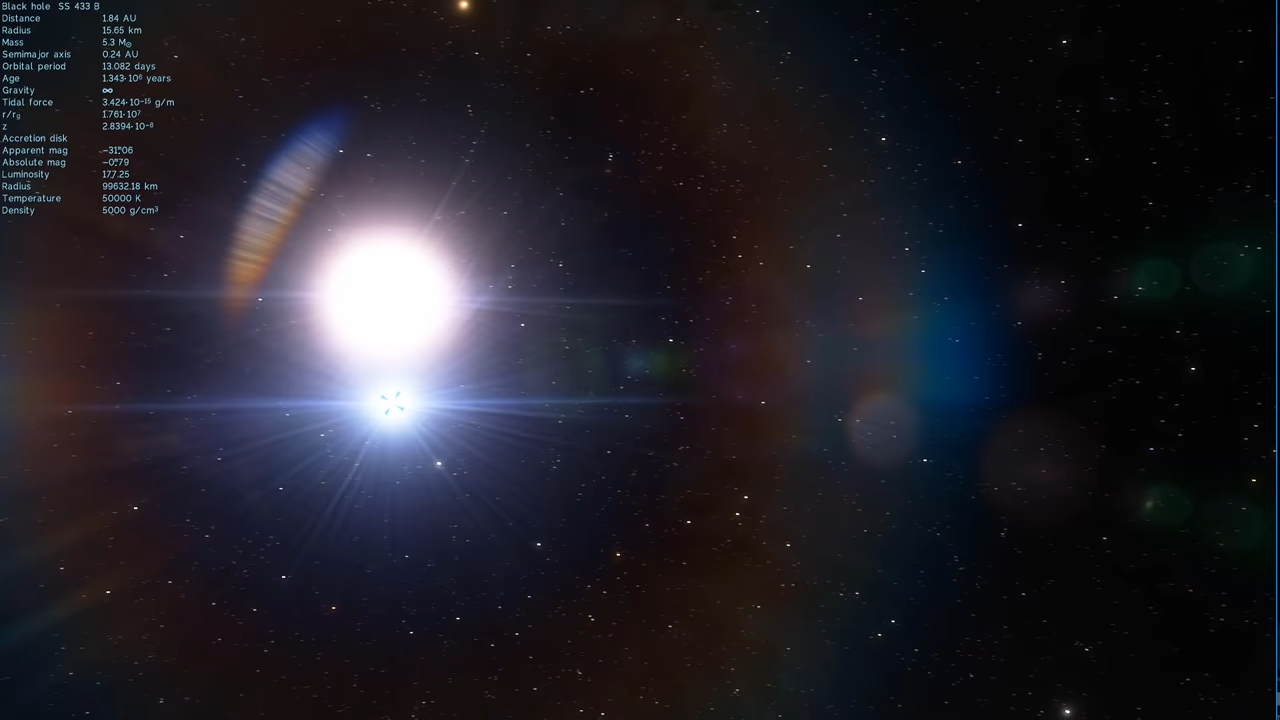 Black hole SS 433 B
Distance 1.84 AU
Radius 15.65 km
Mass 5.3 M☉
Semimajor axis 0.24 AU
Orbital period 13.082 days
Age 1.343·10⁶ years
Gravity ∞
Tidal force 3.424·10⁻¹⁵ g/m
r/rg 1.761·10⁷
z 2.8394·10⁻⁸
Accretion disk
Apparent mag −31ᵐ06
Absolute mag −0ᵐ79
Luminosity 177.25
Radius 99632.18 km
Temperature 50000 K
Density 5000 g/cm³